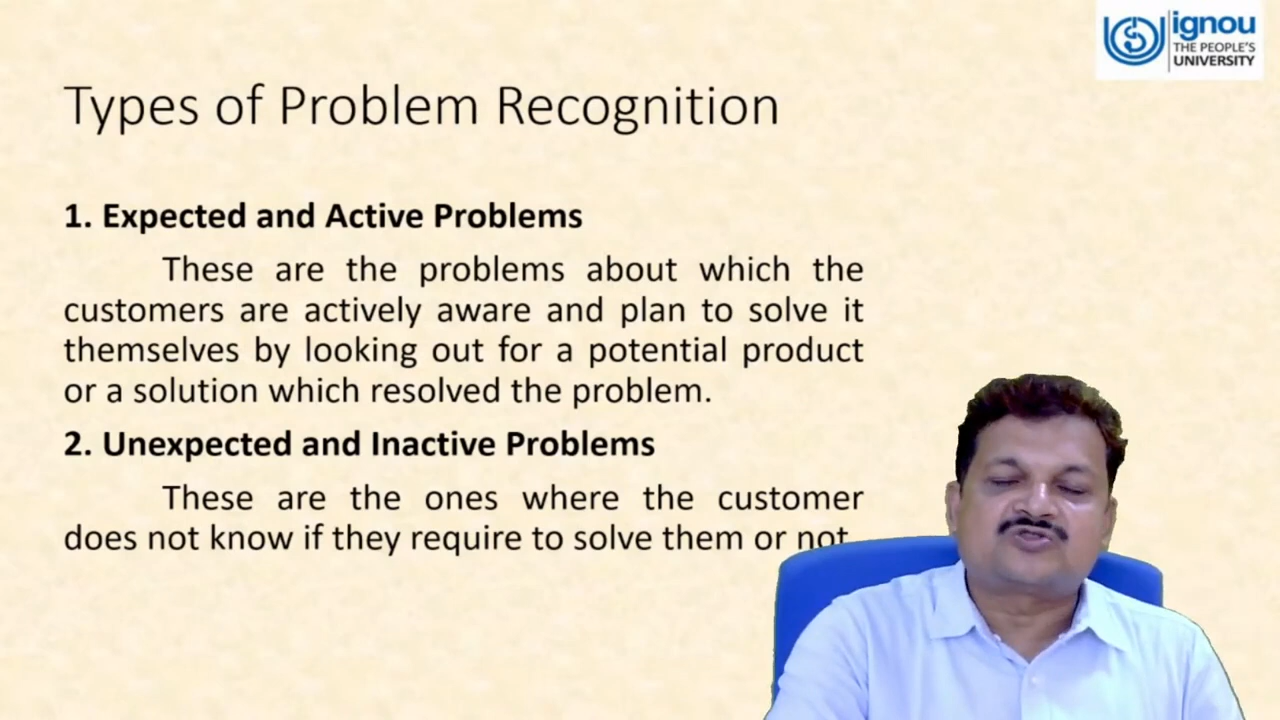 ignou
THE PEOPLE'S
UNIVERSITY
Types of Problem Recognition
1. Expected and Active Problems
These are the problems about which the
customers are actively aware and plan to solve it
themselves by looking out for a potential product
or a solution which resolved the problem.
2. Unexpected and Inactive Problems
These are the ones where the customer
does not know if they require to solve them or not